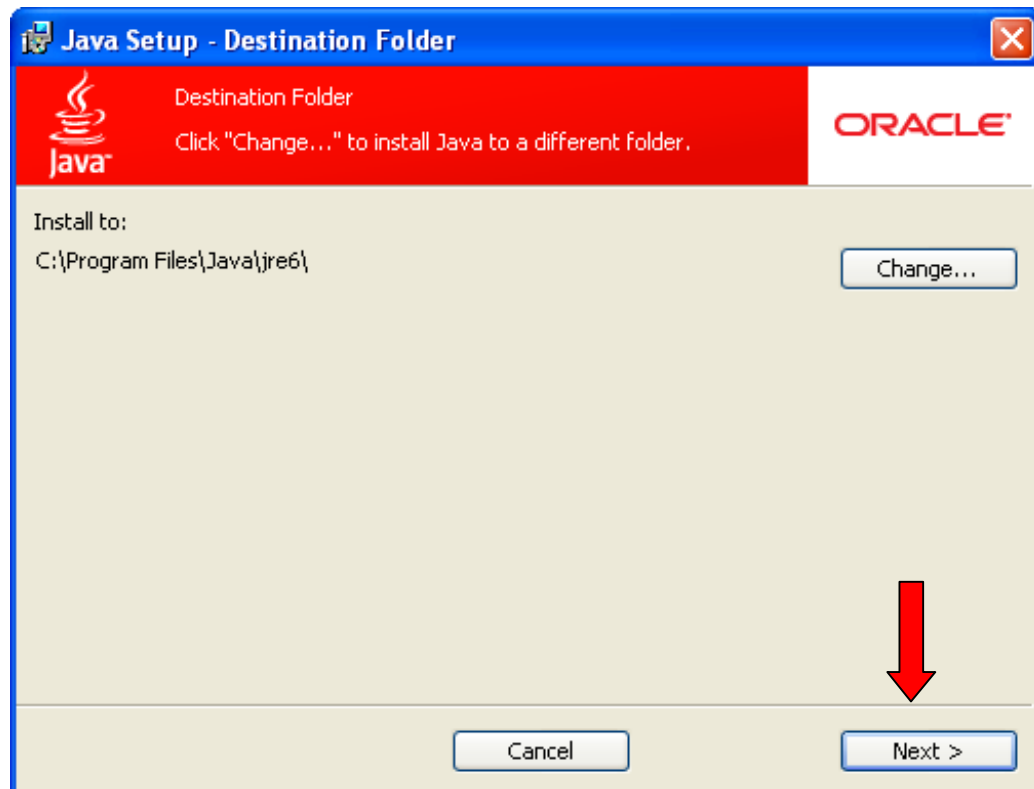 Java Setup - Destination Folder
Java™
Destination Folder
Click "Change..." to install Java to a different folder.
ORACLE®
Install to:
C:\Program Files\Java\jre6\
Change...
Cancel
Next >